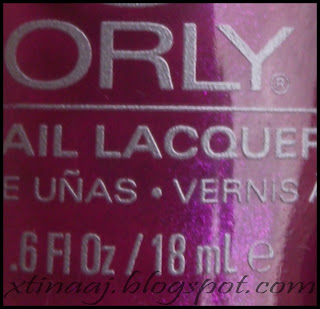 ORLY®
AIL LACQUER
E UÑAS • VERNIS
.6 Fl Oz / 18 mL e
xtinaaj.blogspot.com